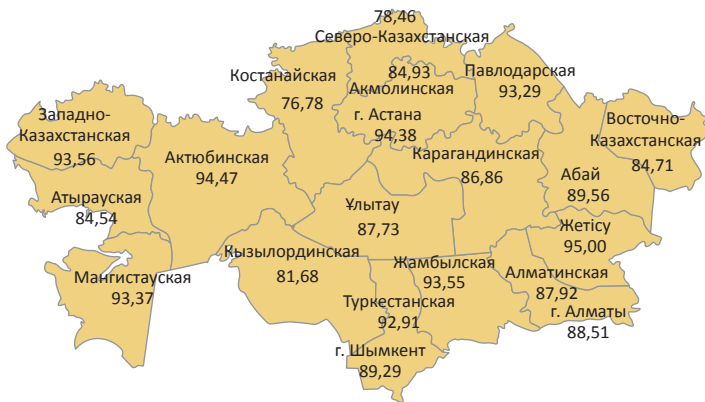 78,46
Северо-Казахстанская
Костанайская
76,78
84,93
Акмолинская
Павлодарская
93,29
г. Астана
94,38
Западно-
Казахстанская
93,56
Актюбинская
94,47
Карагандинская
86,86
Восточно-
Казахстанская
84,71
Абай
89,56
Атырауская
84,54
Ұлытау
87,73
Жетісу
95,00
Мангистауская
93,37
Кызылординская
81,68
Жамбылская
93,55
Алматинская
87,92
Туркестанская
92,91
г. Алматы
88,51
г. Шымкент
89,29